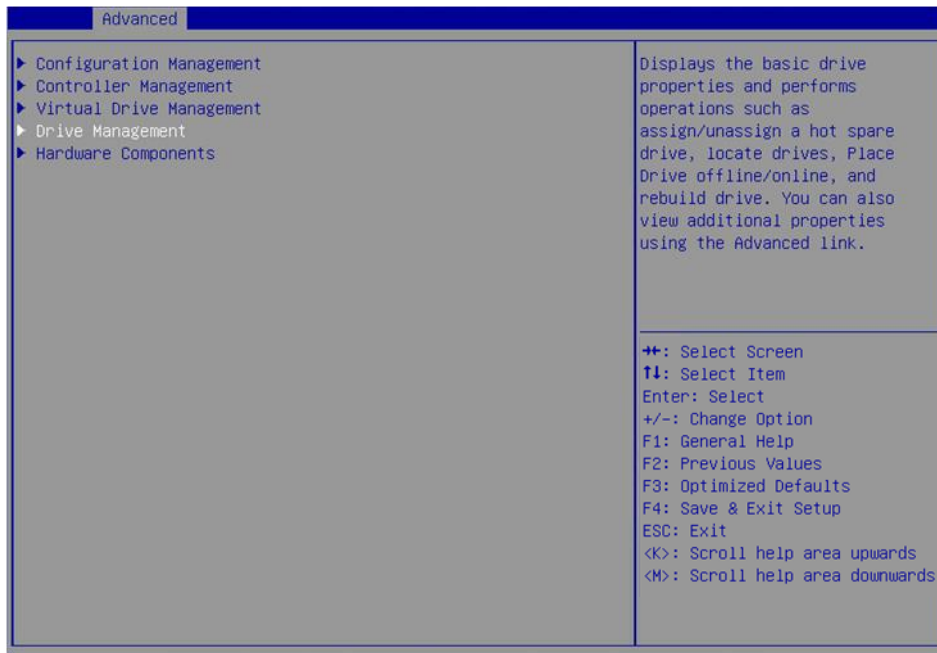 Advanced
Configuration Management
Controller Management
Virtual Drive Management
Drive Management
Hardware Components
Displays the basic drive
properties and performs
operations such as
assign/unassign a hot spare
drive, locate drives, Place
Drive offline/online, and
rebuild drive. You can also
view additional properties
using the Advanced link.
→←: Select Screen
↑↓: Select Item
Enter: Select
+/-: Change Option
F1: General Help
F2: Previous Values
F3: Optimized Defaults
F4: Save & Exit Setup
ESC: Exit
<K>: Scroll help area upwards
<M>: Scroll help area downwards